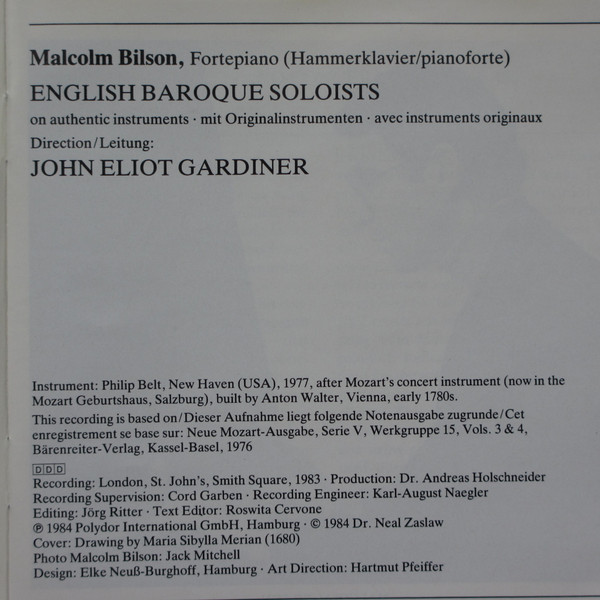 Malcolm Bilson, Fortepiano (Hammerklavier/pianoforte)
ENGLISH BAROQUE SOLOISTS
on authentic instruments · mit Originalinstrumenten · avec instruments originaux
Direction/Leitung:
JOHN ELIOT GARDINER
Instrument: Philip Belt, New Haven (USA), 1977, after Mozart's concert instrument (now in the
Mozart Geburtshaus, Salzburg), built by Anton Walter, Vienna, early 1780s.
This recording is based on/Dieser Aufnahme liegt folgende Notenausgabe zugrunde/Cet
enregistrement se base sur: Neue Mozart-Ausgabe, Serie V, Werkgruppe 15, Vols. 3 & 4,
Bärenreiter-Verlag, Kassel-Basel, 1976
DDD
Recording: London, St. John's, Smith Square, 1983 · Production: Dr. Andreas Holschneider
Recording Supervision: Cord Garben · Recording Engineer: Karl-August Naegler
Editing: Jörg Ritter · Text Editor: Roswita Cervone
℗ 1984 Polydor International GmbH, Hamburg · © 1984 Dr. Neal Zaslaw
Cover: Drawing by Maria Sibylla Merian (1680)
Photo Malcolm Bilson: Jack Mitchell
Design: Elke Neuß-Burghoff, Hamburg · Art Direction: Hartmut Pfeiffer